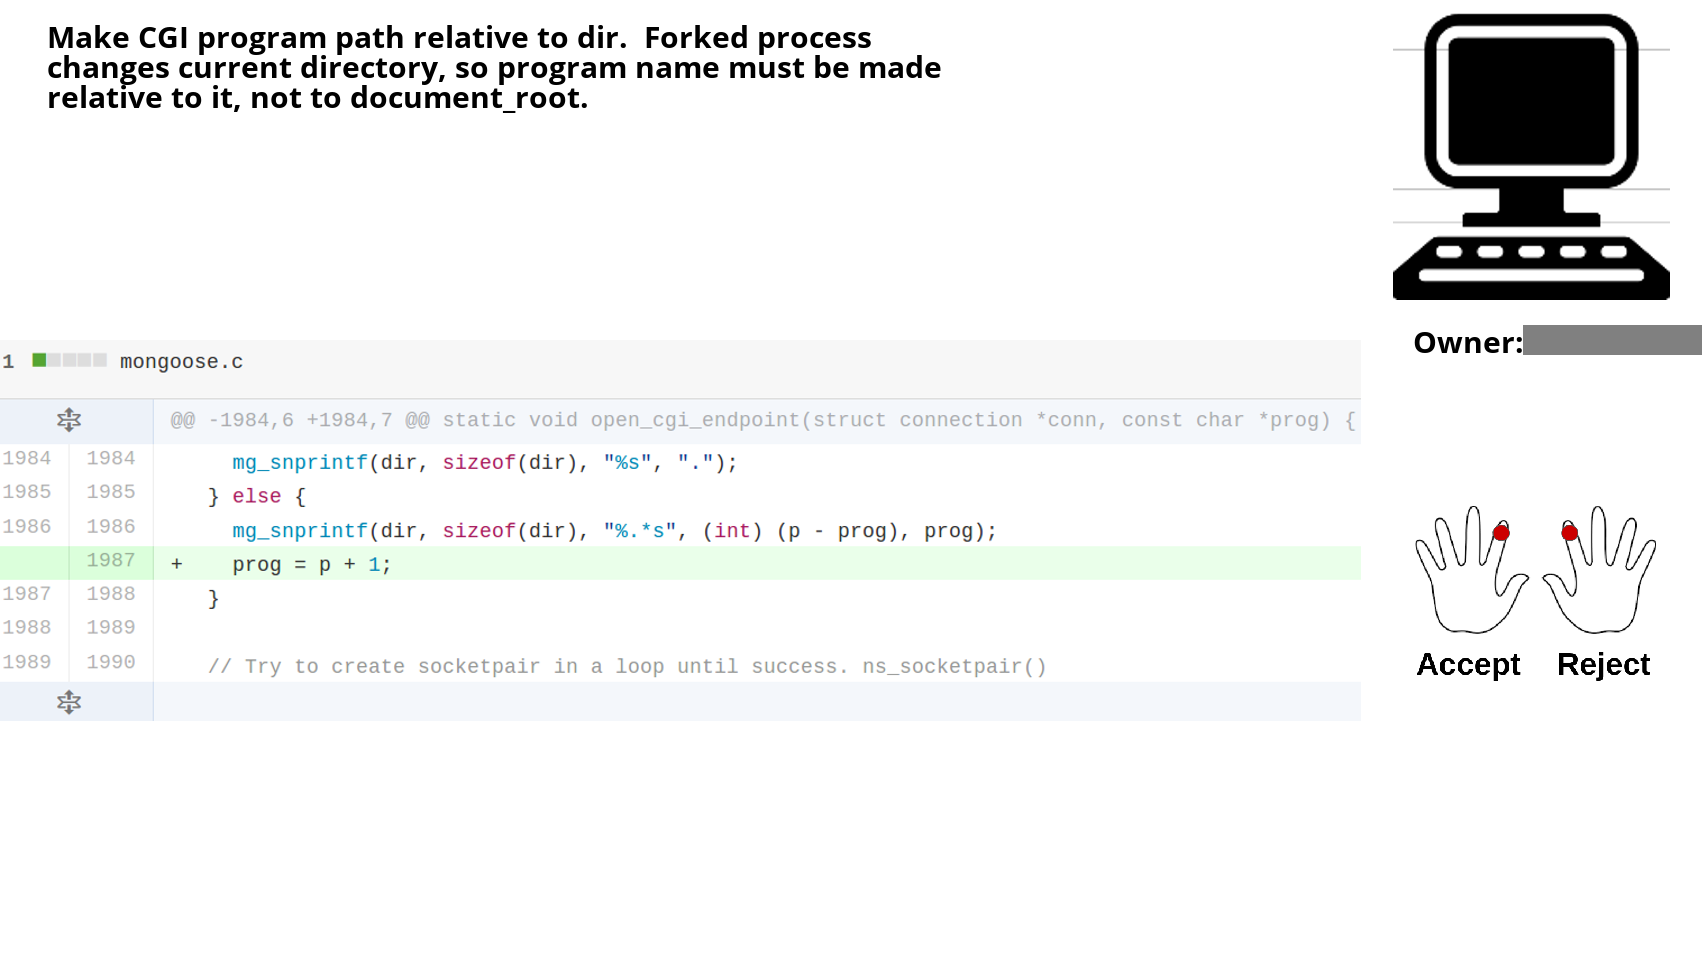 Make CGI program path relative to dir.  Forked process
changes current directory, so program name must be made
relative to it, not to document_root.
Owner:
1 mongoose.c
@@ -1984,6 +1984,7 @@ static void open_cgi_endpoint(struct connection *conn, const char *prog) {
1984 1984 mg_snprintf(dir, sizeof(dir), "%s", ".");
1985 1985 } else {
1986 1986 mg_snprintf(dir, sizeof(dir), "%.*s", (int) (p - prog), prog);
1987 + prog = p + 1;
1987 1988 }
1988 1989
1989 1990 // Try to create socketpair in a loop until success. ns_socketpair()
Accept Reject